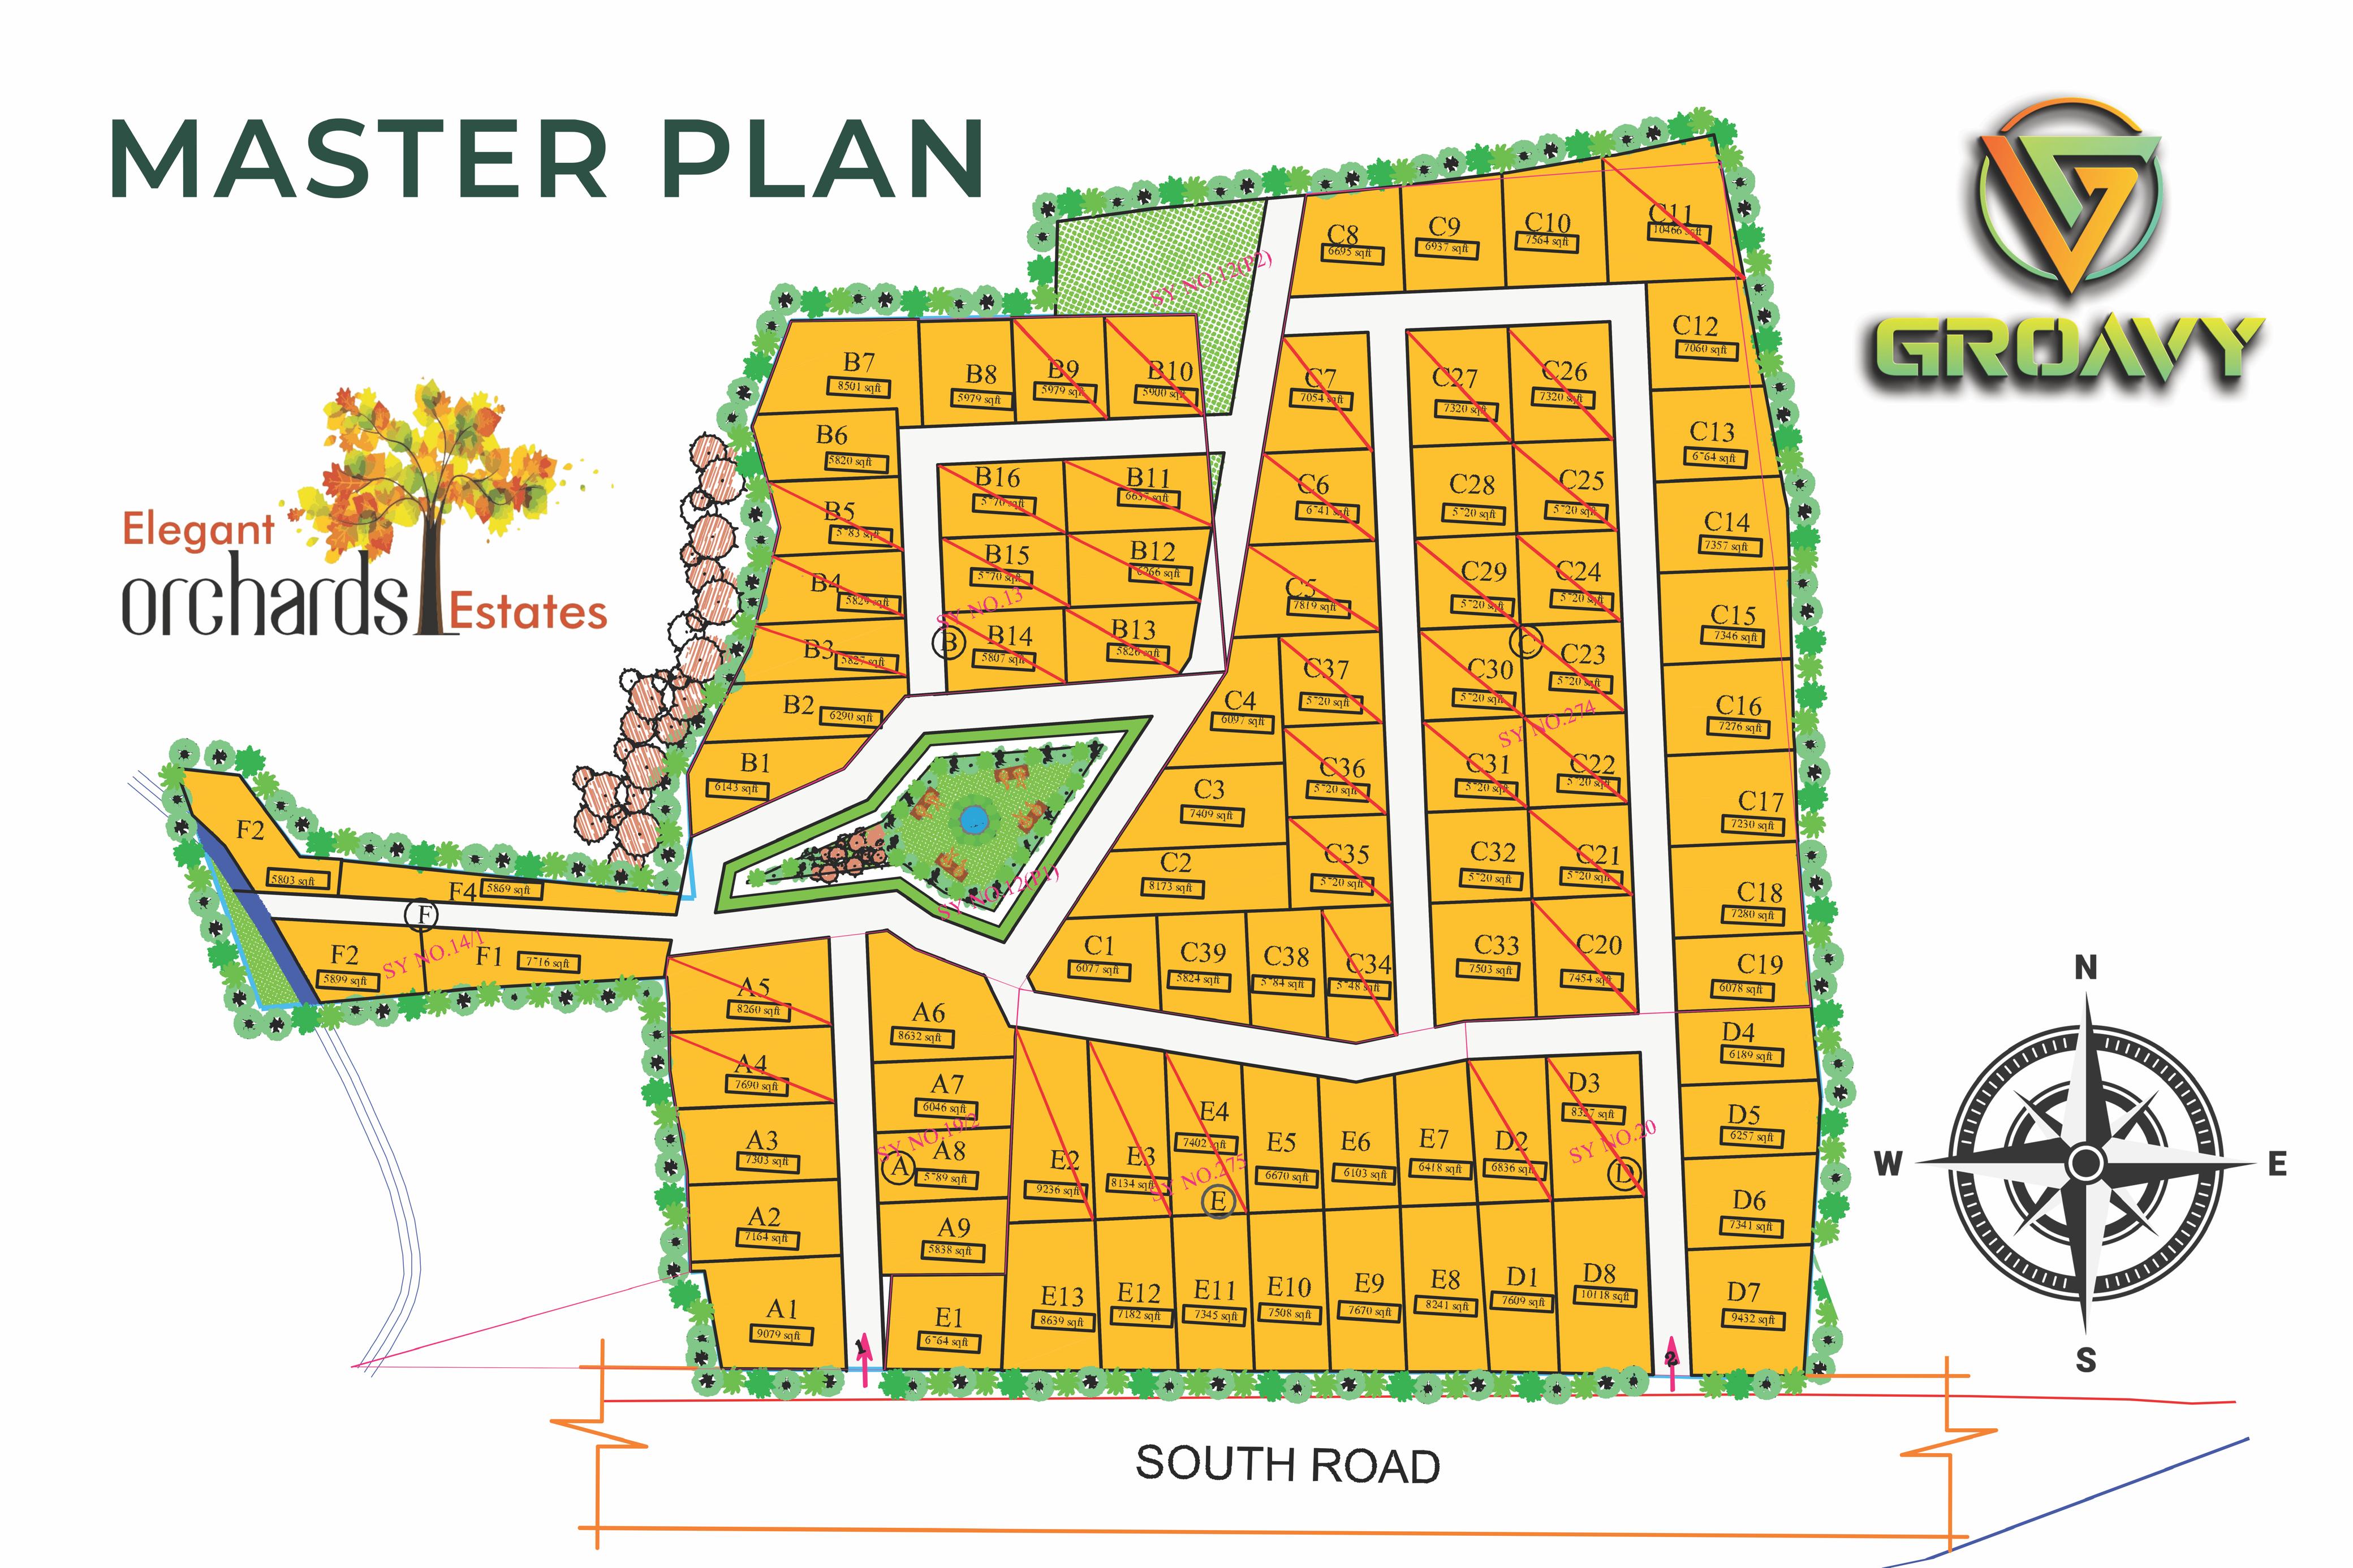 MASTER PLAN
GROAVY
Elegant
orchards
Estates
SY NO.12(P2)
C8
6695 sqft
C9
6937 sqft
C10
7564 sqft
C11
10466 sqft
C12
7060 sqft
C13
6764 sqft
C14
7357 sqft
C15
7346 sqft
C16
7276 sqft
C17
7230 sqft
C18
7280 sqft
C19
6078 sqft
B7
8501 sqft
B8
5979 sqft
B9
5979 sqft
B10
5900 sqft
B6
5820 sqft
B5
5783 sqft
B4
5829 sqft
B3
5827 sqft
B2
6290 sqft
B1
6143 sqft
B16
5770 sqft
B11
6637 sqft
B15
5770 sqft
B12
6366 sqft
SY NO.13
B
B14
5807 sqft
B13
5826 sqft
C7
7054 sqft
C6
6741 sqft
C5
7819 sqft
C37
5720 sqft
C4
6097 sqft
C36
5720 sqft
C3
7409 sqft
C35
5720 sqft
C2
8173 sqft
C1
6077 sqft
C39
5824 sqft
C38
5784 sqft
C34
5748 sqft
C27
7320 sqft
C26
7320 sqft
C28
5720 sqft
C25
5720 sqft
C29
5720 sqft
C24
5720 sqft
C
C30
5720 sqft
C23
5720 sqft
SY NO.274
C31
5720 sqft
C22
5720 sqft
C32
5720 sqft
C21
5720 sqft
C33
7503 sqft
C20
7454 sqft
SY NO.12(P1)
F2
5803 sqft
F4
5869 sqft
F
F2
5899 sqft
SY NO.14/1
F1
7716 sqft
A5
8260 sqft
A4
7690 sqft
A3
7303 sqft
A2
7164 sqft
A1
9079 sqft
A6
8632 sqft
A7
6046 sqft
SY NO.19/2
A
A8
5789 sqft
A9
5838 sqft
E1
6764 sqft
E2
9236 sqft
E3
8134 sqft
E4
7402 sqft
SY NO.275
E
E5
6670 sqft
E6
6103 sqft
E7
6418 sqft
D2
6836 sqft
D3
8327 sqft
SY NO.20
D
D4
6189 sqft
D5
6257 sqft
D6
7341 sqft
D7
9432 sqft
E13
8639 sqft
E12
7182 sqft
E11
7345 sqft
E10
7508 sqft
E9
7670 sqft
E8
8241 sqft
D1
7609 sqft
D8
10118 sqft
1
2
N
W
E
S
SOUTH ROAD